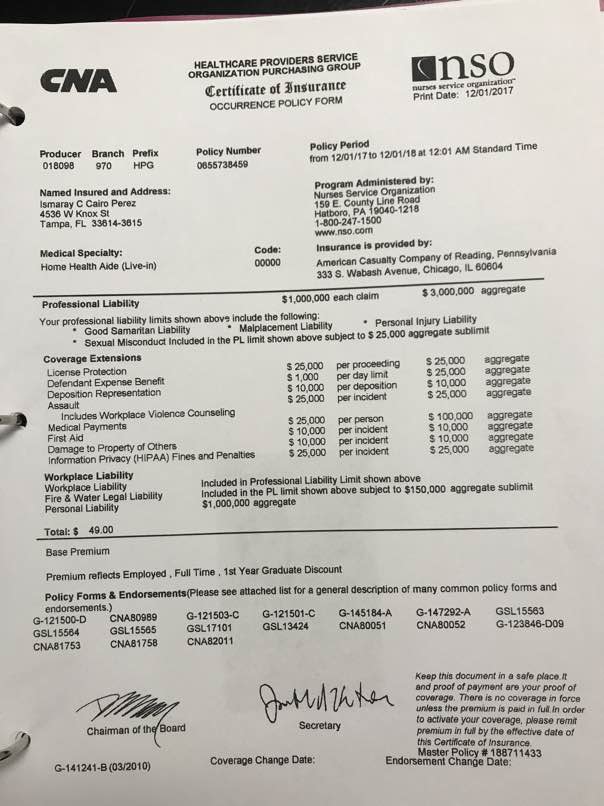 CNA
HEALTHCARE PROVIDERS SERVICE
ORGANIZATION PURCHASING GROUP
Certificate of Insurance
OCCURRENCE POLICY FORM
nso
nurses service organization
Print Date: 12/01/2017
Producer Branch Prefix Policy Number Policy Period
018098 970 HPG 0655738459 from 12/01/17 to 12/01/18 at 12:01 AM Standard Time
Named Insured and Address:
Ismaray C Cairo Perez
4536 W Knox St
Tampa, FL 33614-3615
Program Administered by:
Nurses Service Organization
159 E. County Line Road
Hatboro, PA 19040-1218
1-800-247-1500
www.nso.com
Medical Specialty: Code:
Home Health Aide (Live-in) 00000
Insurance is provided by:
American Casualty Company of Reading, Pennsylvania
333 S. Wabash Avenue, Chicago, IL 60604
Professional Liability $1,000,000 each claim $ 3,000,000 aggregate
Your professional liability limits shown above include the following:
* Good Samaritan Liability * Malplacement Liability * Personal Injury Liability
* Sexual Misconduct Included in the PL limit shown above subject to $ 25,000 aggregate sublimit
Coverage Extensions
License Protection $ 25,000 per proceeding $ 25,000 aggregate
Defendant Expense Benefit $ 1,000 per day limit $ 25,000 aggregate
Deposition Representation $ 10,000 per deposition $ 10,000 aggregate
Assault $ 25,000 per incident $ 25,000 aggregate
Includes Workplace Violence Counseling
Medical Payments $ 25,000 per person $ 100,000 aggregate
First Aid $ 10,000 per incident $ 10,000 aggregate
Damage to Property of Others $ 10,000 per incident $ 10,000 aggregate
Information Privacy (HIPAA) Fines and Penalties $ 25,000 per incident $ 25,000 aggregate
Workplace Liability
Workplace Liability Included in Professional Liability Limit shown above
Fire & Water Legal Liability Included in the PL limit shown above subject to $150,000 aggregate sublimit
Personal Liability $1,000,000 aggregate
Total: $ 49.00
Base Premium
Premium reflects Employed , Full Time , 1st Year Graduate Discount
Policy Forms & Endorsements(Please see attached list for a general description of many common policy forms and
endorsements.)
G-121500-D CNA80989 G-121503-C G-121501-C G-145184-A G-147292-A GSL15563
GSL15564 GSL15565 GSL17101 GSL13424 CNA80051 CNA80052 G-123846-D09
CNA81753 CNA81758 CNA82011
Chairman of the Board
Secretary
Keep this document in a safe place.It
and proof of payment are your proof of
coverage. There is no coverage in force
unless the premium is paid in full.In order
to activate your coverage, please remit
premium in full by the effective date of
this Certificate of Insurance.
Master Policy # 188711433
G-141241-B (03/2010) Coverage Change Date: Endorsement Change Date: